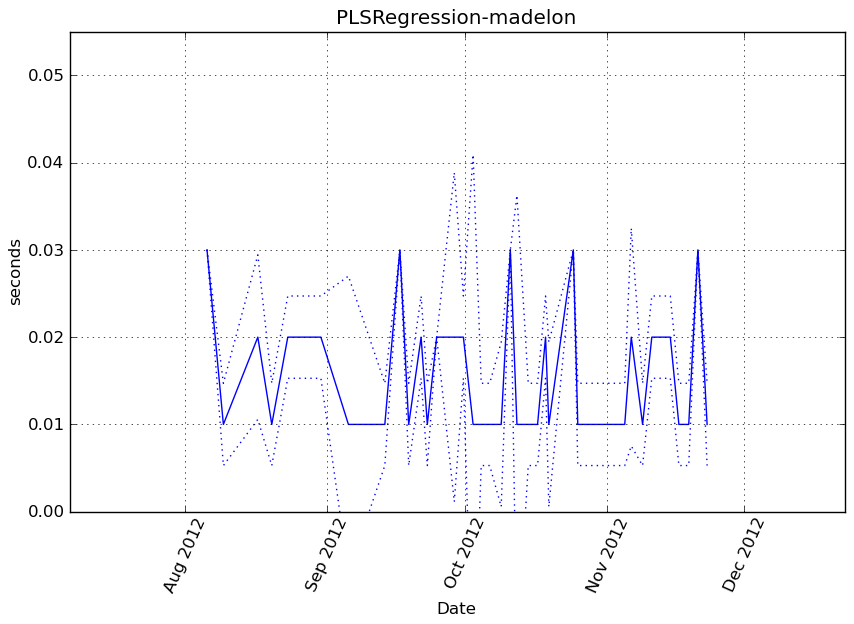 PLSRegression-madelon
0.05
0.04
0.03
0.02
0.01
0.00
seconds
Aug 2012
Sep 2012
Oct 2012
Nov 2012
Dec 2012
Date